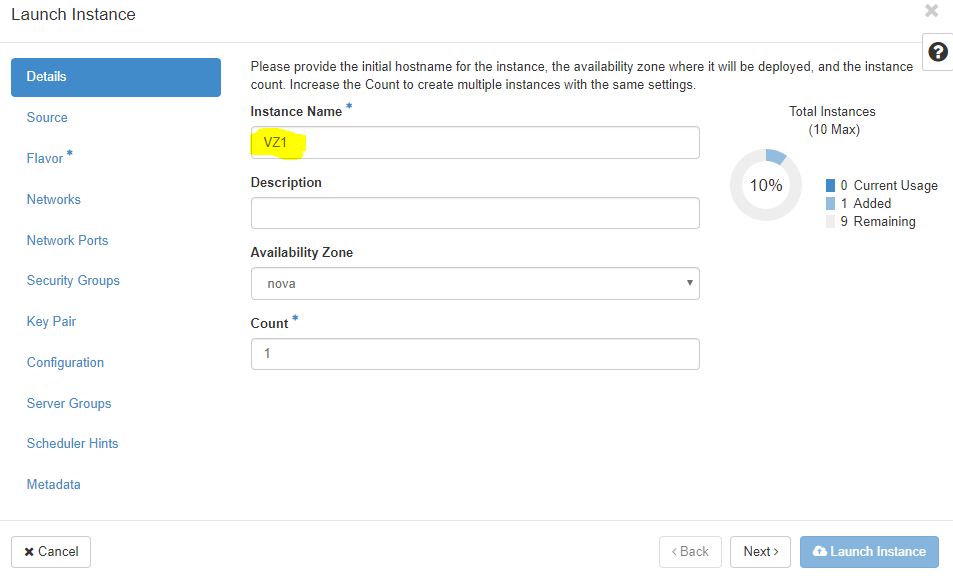 Launch Instance
Details
Source
Flavor *
Networks
Network Ports
Security Groups
Key Pair
Configuration
Server Groups
Scheduler Hints
Metadata
Please provide the initial hostname for the instance, the availability zone where it will be deployed, and the instance
count. Increase the Count to create multiple instances with the same settings.
Instance Name *
VZ1
Description
Availability Zone
nova
Count *
1
Total Instances
(10 Max)
10%
0 Current Usage
1 Added
9 Remaining
Cancel
‹ Back
Next ›
Launch Instance